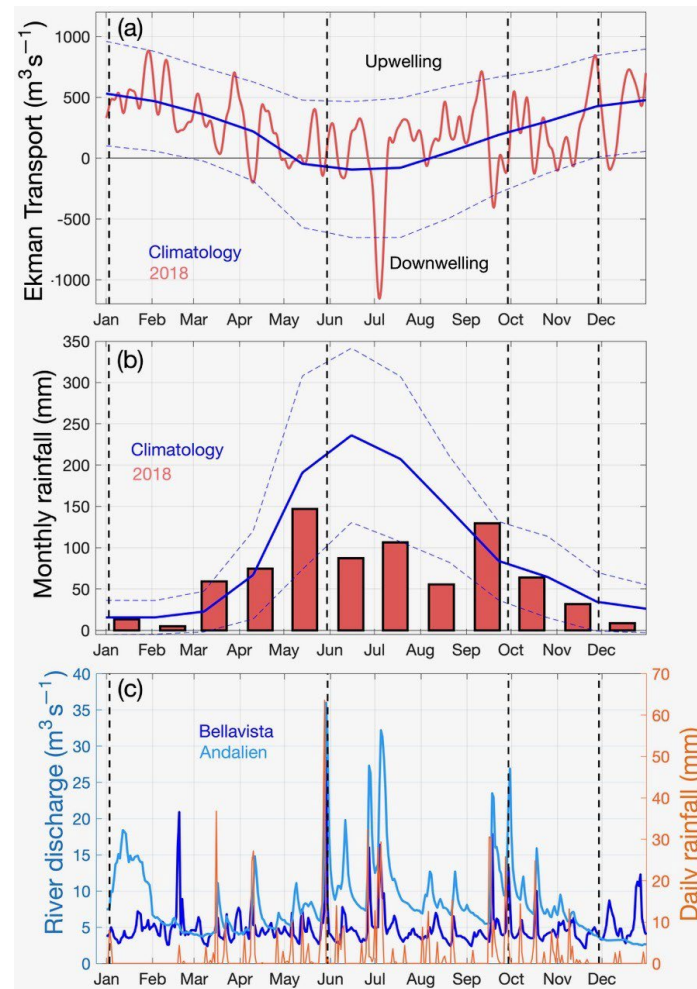 (a)
Upwelling
Downwelling
Climatology
2018
Ekman Transport (m³ s⁻¹)
1000
500
0
-500
-1000
Jan Feb Mar Apr May Jun Jul Aug Sep Oct Nov Dec
(b)
Climatology
2018
Monthly rainfall (mm)
350
300
250
200
150
100
50
0
Jan Feb Mar Apr May Jun Jul Aug Sep Oct Nov Dec
(c)
Bellavista
Andalien
River discharge (m³ s⁻¹)
40
35
30
25
20
15
10
5
0
70
60
50
40
30
20
10
0
Daily rainfall (mm)
Jan Feb Mar Apr May Jun Jul Aug Sep Oct Nov Dec